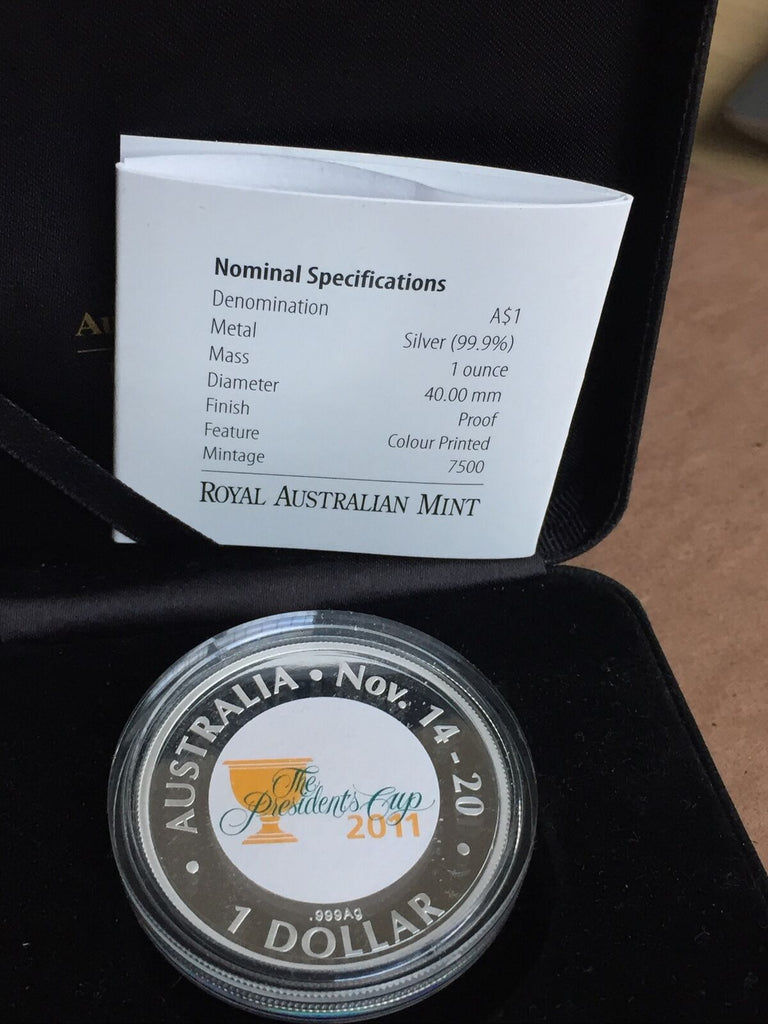 Nominal Specifications
Denomination A$1
Metal Silver (99.9%)
Mass 1 ounce
Diameter 40.00 mm
Finish Proof
Feature Colour Printed
Mintage 7500
ROYAL AUSTRALIAN MINT
AUSTRALIA • Nov. 14 - 20 •
The
Presidents Cup
2011
.999Ag
1 DOLLAR •